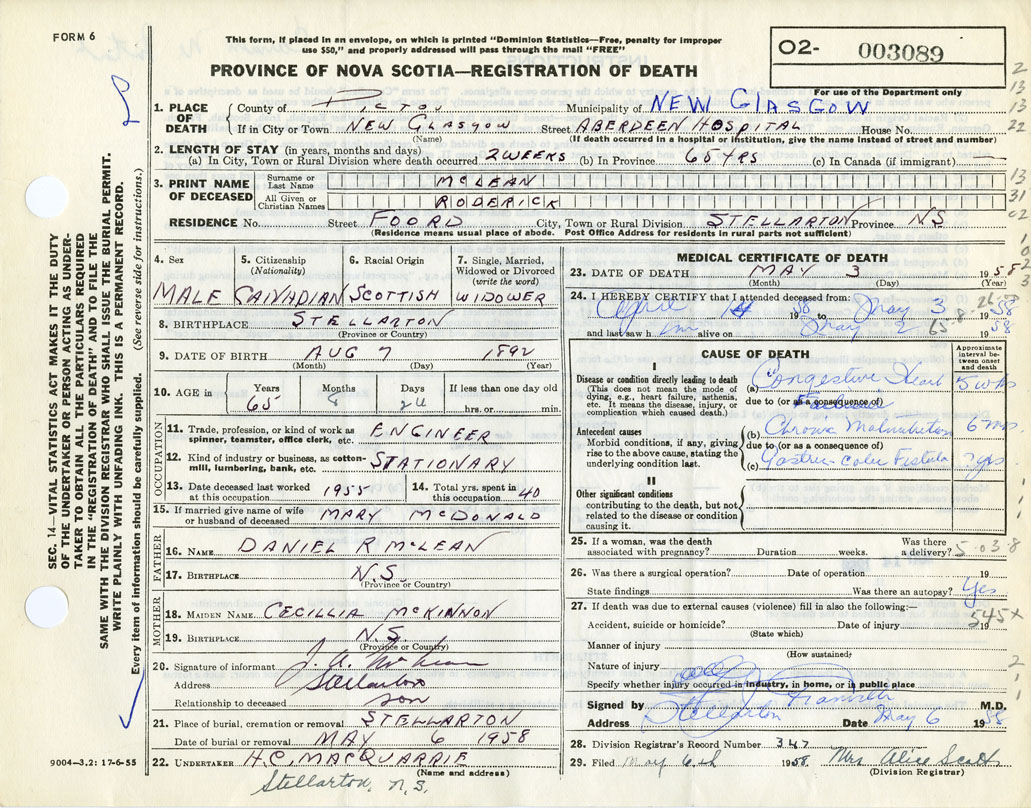 FORM 6
This form, if placed in an envelope, on which is printed "Dominion Statistics—Free, penalty for improper
use $50," and properly addressed will pass through the mail "FREE"
PROVINCE OF NOVA SCOTIA—REGISTRATION OF DEATH
O2- 003089
For use of the Department only
1. PLACE OF DEATH
County of PICTOU Municipality of NEW GLASGOW
If in City or Town NEW GLASGOW Street ABERDEEN HOSPITAL House No.
(Name) (If death occurred in a hospital or institution, give the name instead of street and number)
2. LENGTH OF STAY (in years, months and days)
(a) In City, Town or Rural Division where death occurred 2 WEEKS (b) In Province 65 YRS (c) In Canada (if immigrant) —
3. PRINT NAME OF DECEASED
Surname or Last Name MCLEAN
All Given or Christian Names RODERICK
RESIDENCE No. Street FOORD City, Town or Rural Division STELLARTON Province N.S.
(Residence means usual place of abode. Post Office Address for residents in rural parts not sufficient)
4. Sex
MALE
5. Citizenship
(Nationality)
CANADIAN
6. Racial Origin
SCOTTISH
7. Single, Married,
Widowed or Divorced
(write the word)
WIDOWER
8. BIRTHPLACE STELLARTON
(Province or Country)
9. DATE OF BIRTH AUG 7 1892
(Month) (Day) (Year)
10. AGE in Years Months Days If less than one day old
65 8 26 hrs. or min.
OCCUPATION
11. Trade, profession, or kind of work as ENGINEER
spinner, teamster, office clerk, etc.
12. Kind of industry or business, as cotton- STATIONARY
mill, lumbering, bank, etc.
13. Date deceased last worked at this occupation 1955
14. Total yrs. spent in this occupation 40
15. If married give name of wife or husband of deceased MARY MCDONALD
FATHER
16. NAME DANIEL R MCLEAN
17. BIRTHPLACE N.S.
(Province or Country)
MOTHER
18. MAIDEN NAME CECILLIA MCKINNON
19. BIRTHPLACE N.S.
(Province or Country)
20. Signature of informant J. A. McLean
Address Stellarton
Relationship to deceased son
21. Place of burial, cremation or removal STELLARTON
Date of burial or removal MAY 6 1958
22. UNDERTAKER H.C. MACQUARRIE
(Name and address)
Stellarton, N.S.
MEDICAL CERTIFICATE OF DEATH
23. DATE OF DEATH MAY 3 1958
(Month) (Day) (Year)
24. I HEREBY CERTIFY that I attended deceased from:
April 1958 to May 3 1958
and last saw h im alive on May 2 1958
65-8-26
CAUSE OF DEATH
Approximate interval between onset and death
I
Disease or condition directly leading to death
(This does not mean the mode of dying, e.g., heart failure, asthenia, etc. It means the disease, injury, or complication which caused death.)
(a) Congestive Heart 5 wks
due to (or as a consequence of) Failure
Antecedent causes
Morbid conditions, if any, giving rise to the above cause, stating the underlying condition last.
(b) Chronic Malnutrition 6 mos.
due to (or as a consequence of)
(c) Gastric-colic Fistula ? yrs
II
Other significant conditions
contributing to the death, but not related to the disease or condition causing it.
25. If a woman, was the death associated with pregnancy? Duration weeks. Was there a delivery?
5-03-8
26. Was there a surgical operation? Date of operation 19
State findings Was there an autopsy? Yes
27. If death was due to external causes (violence) fill in also the following:—
545x
Accident, suicide or homicide? Date of injury 19
(State which)
Manner of injury
(How sustained)
Nature of injury
Specify whether injury occurred in industry, in home, or in public place
Signed by M.D.
Address Stellarton Date May 6 1958
28. Division Registrar's Record Number 347
29. Filed May 6th 1958 Mrs Alice Scott
(Division Registrar)
SEC. 14—VITAL STATISTICS ACT MAKES IT THE DUTY
OF THE UNDERTAKER OR PERSON ACTING AS UNDER-
TAKER TO OBTAIN ALL THE PARTICULARS REQUIRED
IN THE "REGISTRATION OF DEATH" AND TO FILE THE
SAME WITH THE DIVISION REGISTRAR WHO SHALL ISSUE THE BURIAL PERMIT.
WRITE PLAINLY WITH UNFADING INK. THIS IS A PERMANENT RECORD.
Every item of information should be carefully supplied. (See reverse side for instructions.)
9004—3.2: 17-6-55